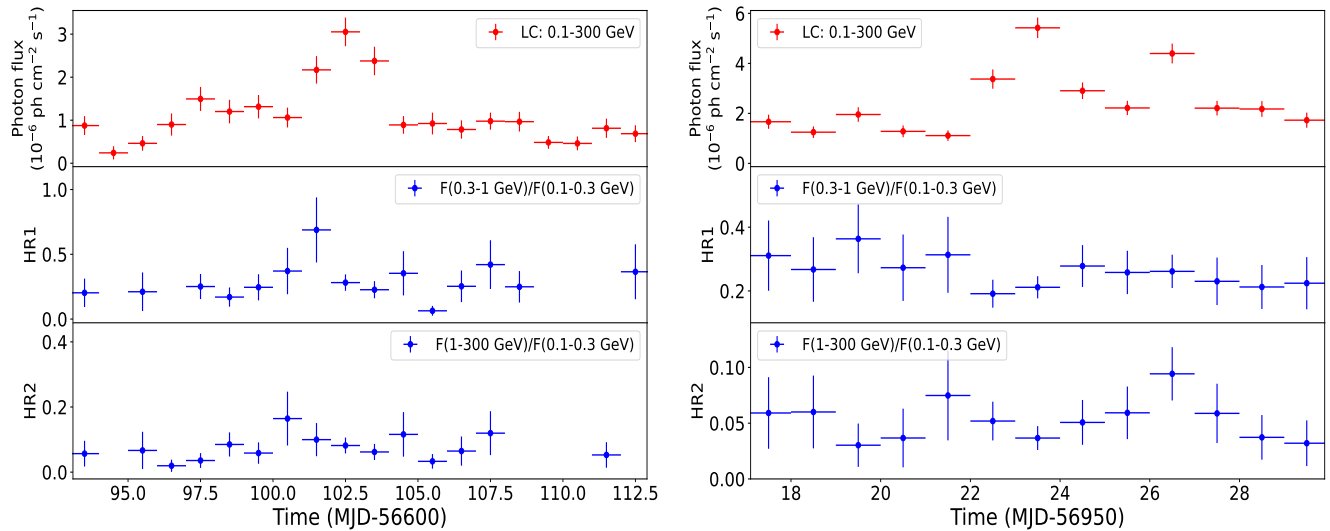 Photon flux
(10⁻⁶ ph cm⁻² s⁻¹)
3
2
1
0
LC: 0.1-300 GeV
HR1
1.0
0.5
0.0
F(0.3-1 GeV)/F(0.1-0.3 GeV)
HR2
0.4
0.2
0.0
F(1-300 GeV)/F(0.1-0.3 GeV)
95.0 97.5 100.0 102.5 105.0 107.5 110.0 112.5
Time (MJD-56600)
Photon flux
(10⁻⁶ ph cm⁻² s⁻¹)
6
4
2
0
LC: 0.1-300 GeV
HR1
0.4
0.2
F(0.3-1 GeV)/F(0.1-0.3 GeV)
HR2
0.10
0.05
0.00
F(1-300 GeV)/F(0.1-0.3 GeV)
18 20 22 24 26 28
Time (MJD-56950)